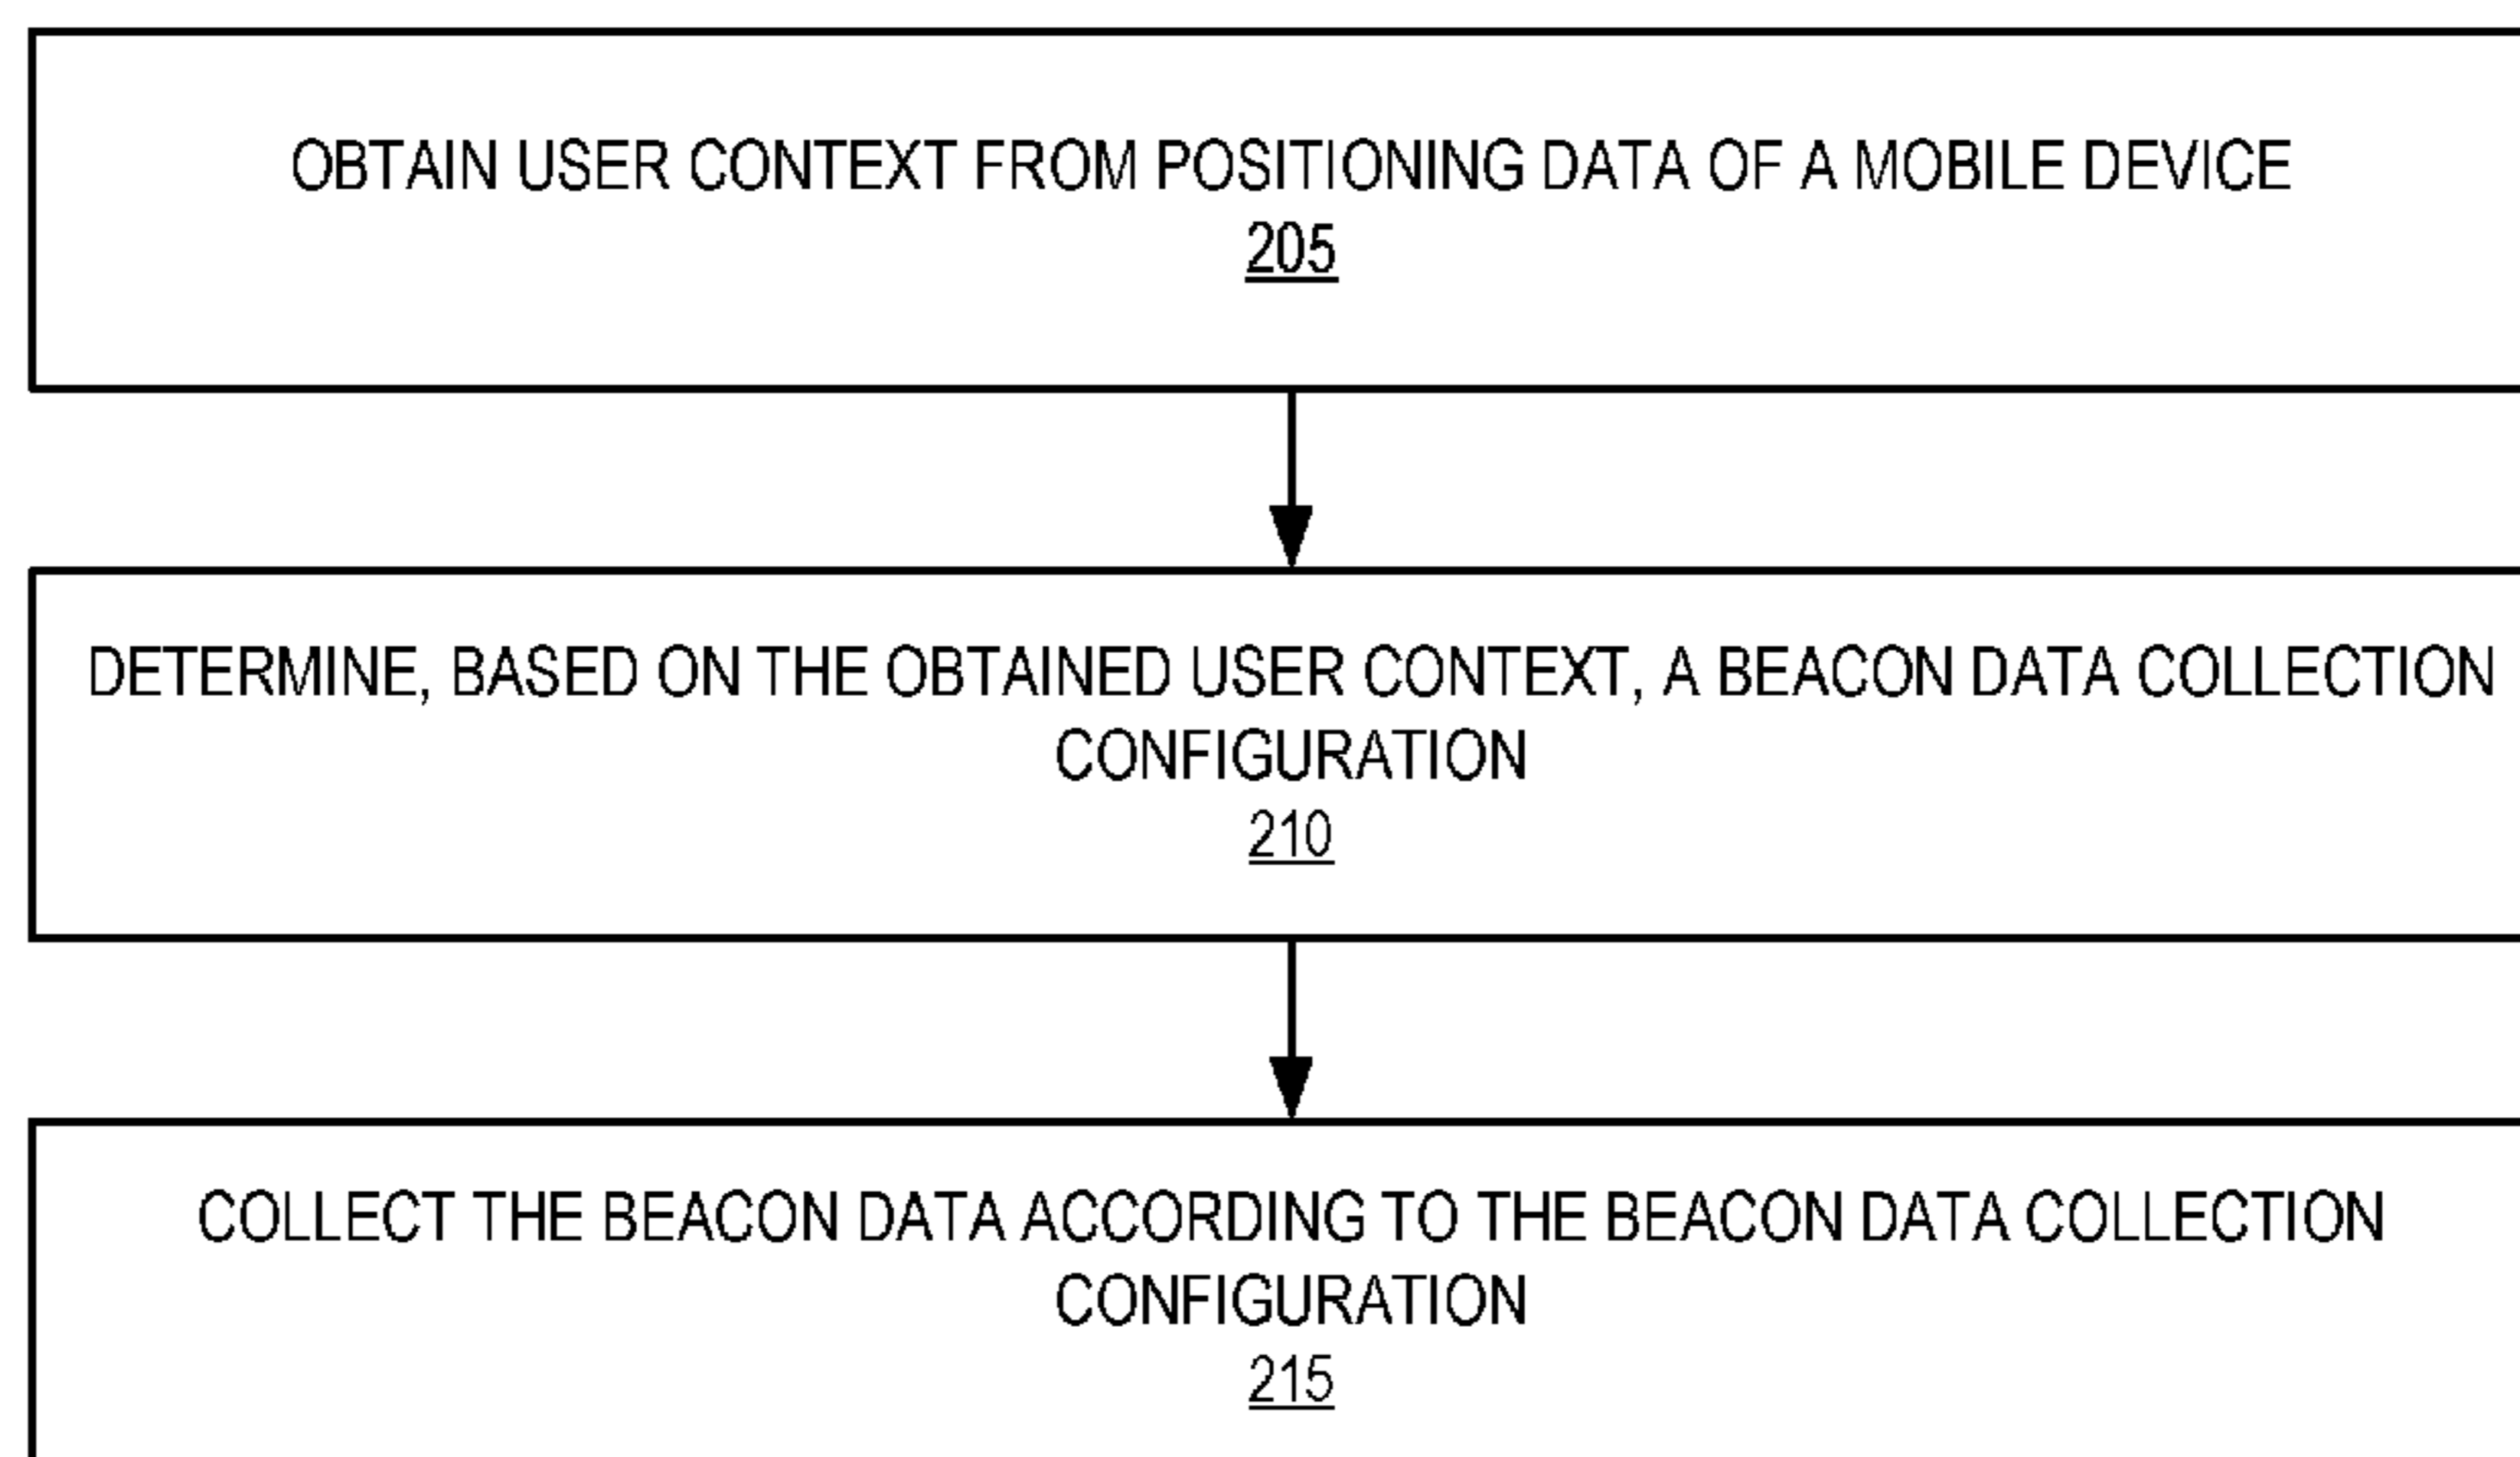 OBTAIN USER CONTEXT FROM POSITIONING DATA OF A MOBILE DEVICE
205
DETERMINE, BASED ON THE OBTAINED USER CONTEXT, A BEACON DATA COLLECTION
CONFIGURATION
210
COLLECT THE BEACON DATA ACCORDING TO THE BEACON DATA COLLECTION
CONFIGURATION
215